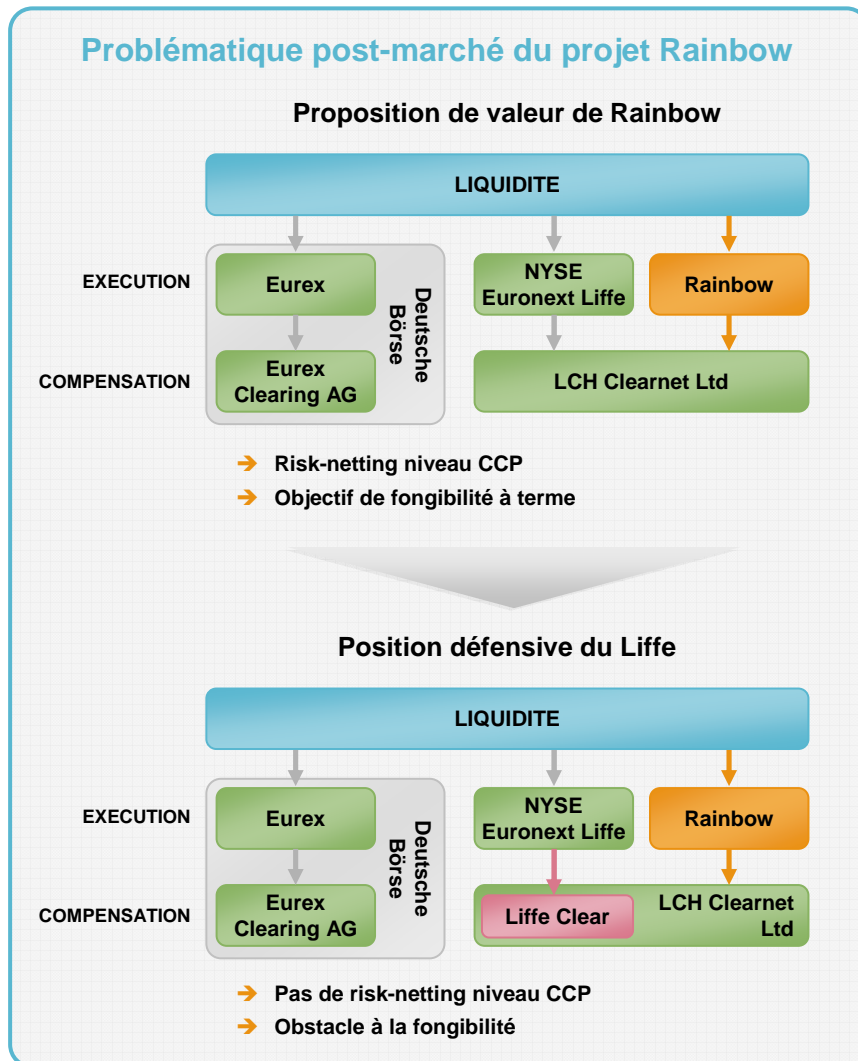 Problématique post-marché du projet Rainbow
Proposition de valeur de Rainbow
LIQUIDITE
EXECUTION
Eurex
Deutsche
Börse
NYSE
Euronext Liffe
Rainbow
COMPENSATION
Eurex
Clearing AG
LCH Clearnet Ltd
➔ Risk-netting niveau CCP
➔ Objectif de fongibilité à terme
Position défensive du Liffe
LIQUIDITE
EXECUTION
Eurex
Deutsche
Börse
NYSE
Euronext Liffe
Rainbow
COMPENSATION
Eurex
Clearing AG
Liffe Clear
LCH Clearnet
Ltd
➔ Pas de risk-netting niveau CCP
➔ Obstacle à la fongibilité